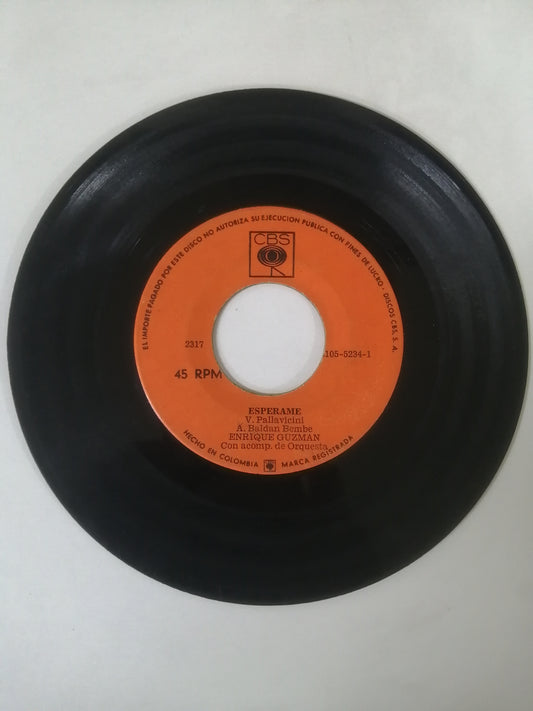 EL IMPORTE PAGADO POR ESTE DISCO NO AUTORIZA SU EJECUCION PUBLICA CON FINES DE LUCRO - DISCOS CBS, S. A.
CBS
2317
105-5234-1
45 RPM
ESPERAME
V. Pallavicini
A. Baldan Bembe
ENRIQUE GUZMAN
Con acomp. de Orquesta
HECHO EN COLOMBIA MARCA REGISTRADA